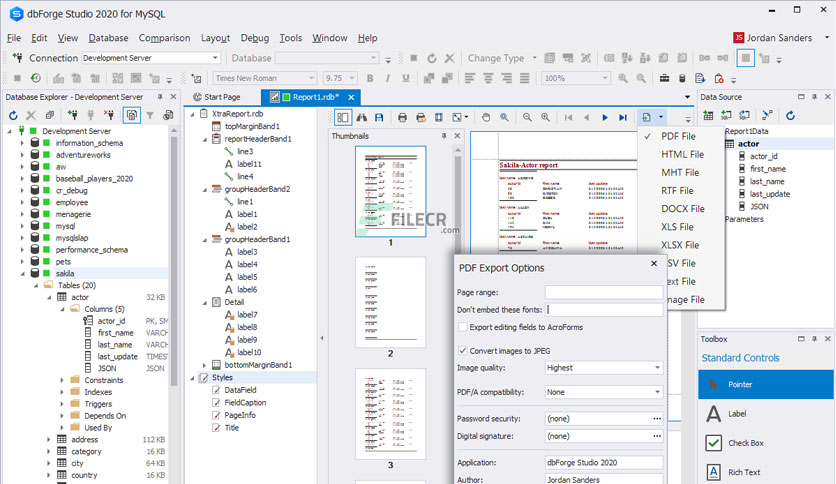 dbForge Studio 2020 for MySQL
File Edit View Database Comparison Layout Debug Tools Window Help
JS Jordan Sanders
Connection Development Server Database Change Type
Times New Roman 9.75 B I U 100%
Database Explorer - Development Server
Development Server
information_schema
adventureworks
aw
baseball_players_2020
cr_debug
employee
menagerie
mysql
mysqlslap
performance_schema
pets
sakila
Tables (20)
actor 32 KB
Columns (5)
actor_id PK, SM
first_name VARCH
last_name VARCH
last_update TIMEST
JSON JSON
Constraints
Indexes
Triggers
Depends On
Used By
address 112 KB
category 16 KB
city 64 KB
country 16 KB
Start Page Report1.rdb*
XtraReport.rdb
topMarginBand1
reportHeaderBand1
line3
label11
line4
groupHeaderBand2
line1
label1
label2
groupHeaderBand1
label3
label4
label5
label6
Detail
label7
label8
label9
label10
bottomMarginBand1
Styles
DataField
FieldCaption
PageInfo
Title
Thumbnails
1
2
3
FILECR
.com
Sakila-Actor report
PDF File
HTML File
MHT File
RTF File
DOCX File
XLS File
XLSX File
SV File
ext File
nage File
PDF Export Options
Page range:
Don't embed these fonts:
Export editing fields to AcroForms
Convert images to JPEG
Image quality: Highest
PDF/A compatibility: None
Password security: (none)
Digital signature: (none)
Application: dbForge Studio 2020
Author: Jordan Sanders
Data Source
Report1Data
actor
actor_id
first_name
last_name
last_update
JSON
Parameters
Toolbox
Standard Controls
Pointer
Label
Check Box
Rich Text